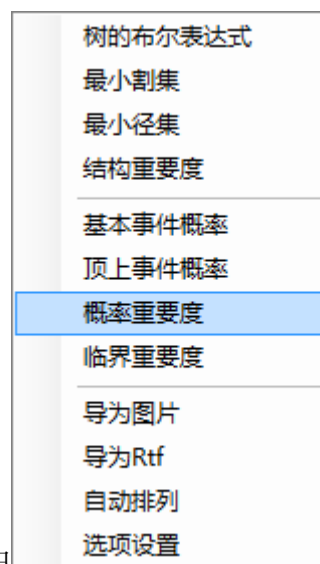 树的布尔表达式
最小割集
最小径集
结构重要度
基本事件概率
顶上事件概率
概率重要度
临界重要度
导为图片
导为Rtf
自动排列
选项设置